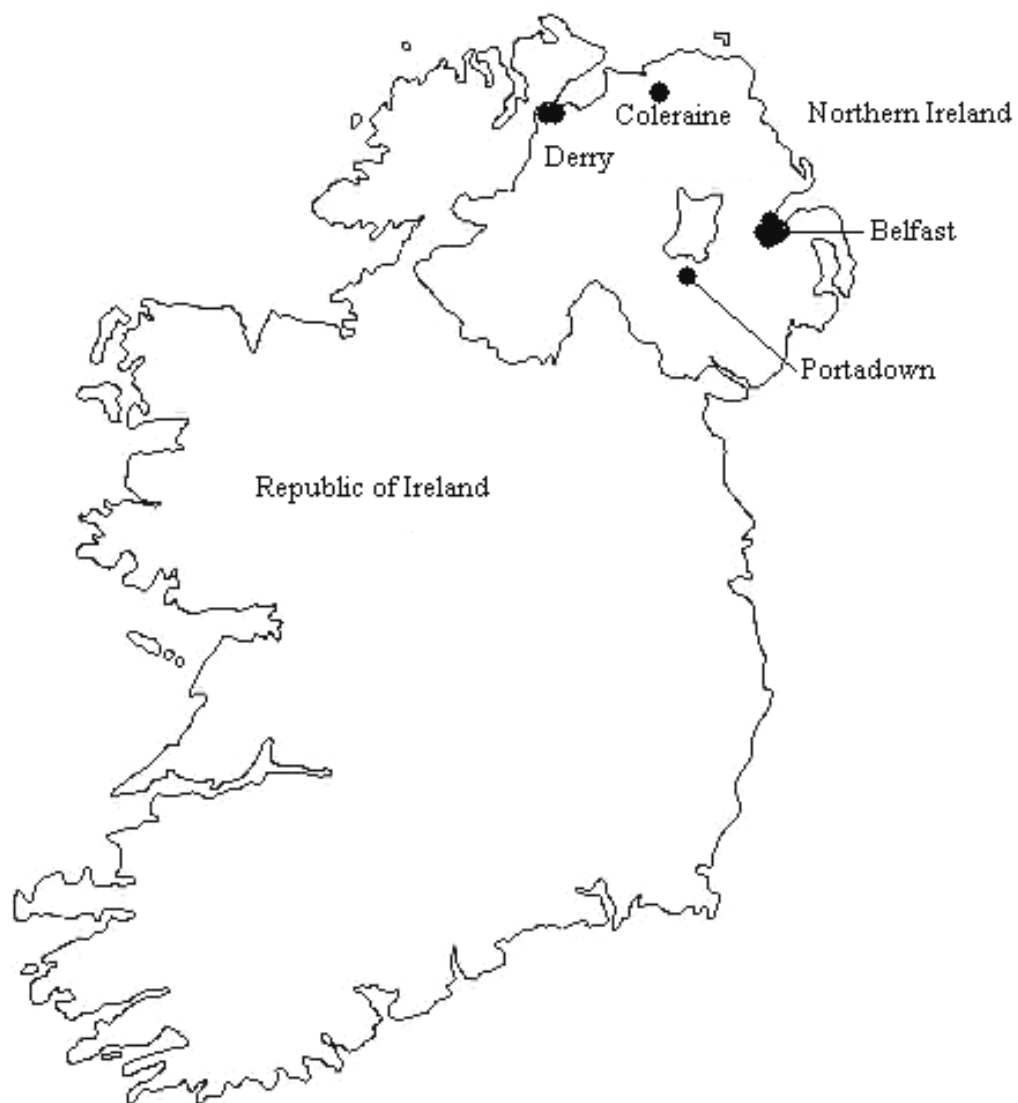 Northern Ireland
Coleraine
Derry
Belfast
Portadown
Republic of Ireland